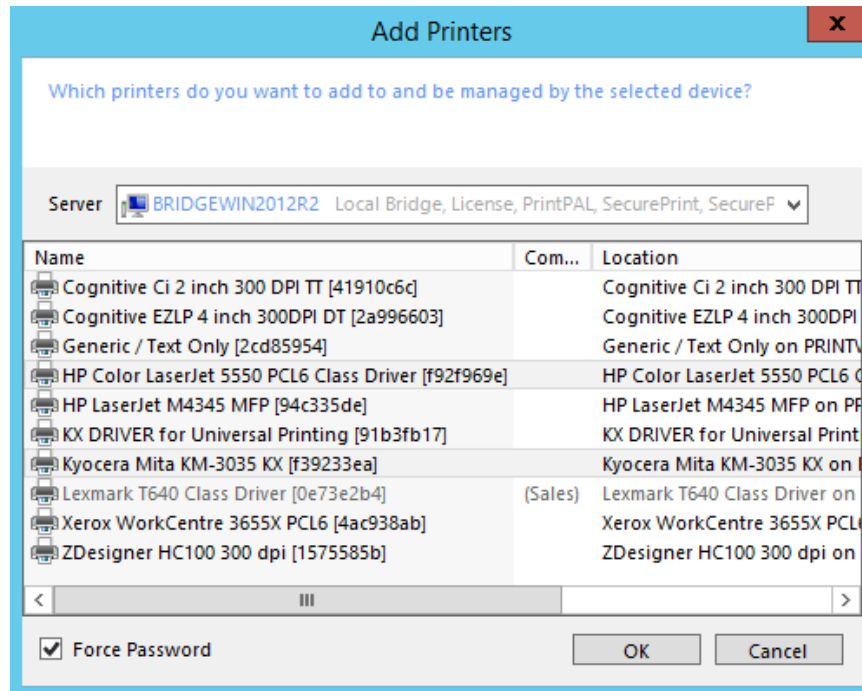 Add Printers
x
Which printers do you want to add to and be managed by the selected device?
Server BRIDGEWIN2012R2 Local Bridge, License, PrintPAL, SecurePrint, SecureP
Name Com... Location
Cognitive Ci 2 inch 300 DPI TT [41910c6c] Cognitive Ci 2 inch 300 DPI TT
Cognitive EZLP 4 inch 300DPI DT [2a996603] Cognitive EZLP 4 inch 300DPI
Generic / Text Only [2cd85954] Generic / Text Only on PRINTV
HP Color LaserJet 5550 PCL6 Class Driver [f92f969e] HP Color LaserJet 5550 PCL6
HP LaserJet M4345 MFP [94c335de] HP LaserJet M4345 MFP on
KX DRIVER for Universal Printing [91b3fb17] KX DRIVER for Universal Print
Kyocera Mita KM-3035 KX [f39233ea] Kyocera Mita KM-3035 KX on
Lexmark T640 Class Driver [0e73e2b4] (Sales) Lexmark T640 Class Driver on
Xerox WorkCentre 3655X PCL6 [4ac938ab] Xerox WorkCentre 3655X
ZDesigner HC100 300 dpi [1575585b] ZDesigner HC100 300 dpi on
Force Password OK Cancel